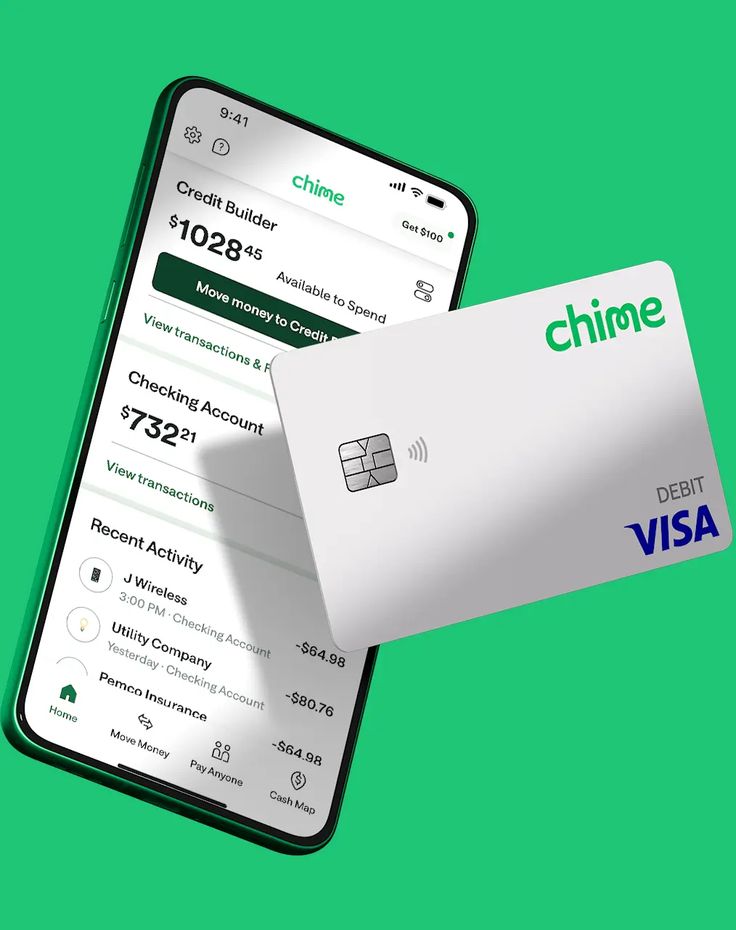 9:41
chime
Get $100
Credit Builder
$1028 45
Available to Spend
Move money to Credit
View transactions &
Checking Account
$732 21
View transactions
Recent Activity
J Wireless
3:00 PM · Checking Account
-$64.98
Utility Company
Yesterday · Checking Account
-$80.76
Pemco Insurance
-$64.98
Home
Move Money
Pay Anyone
Cash Map
chime
DEBIT
VISA